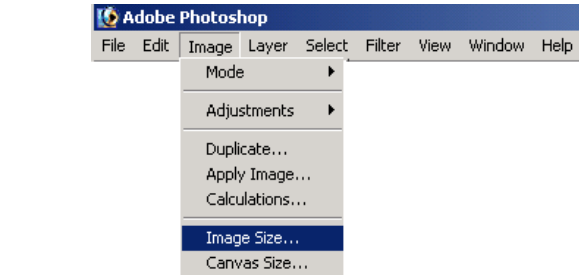 Adobe Photoshop
File Edit Image Layer Select Filter View Window Help
Mode
Adjustments
Duplicate...
Apply Image...
Calculations...
Image Size...
Canvas Size...